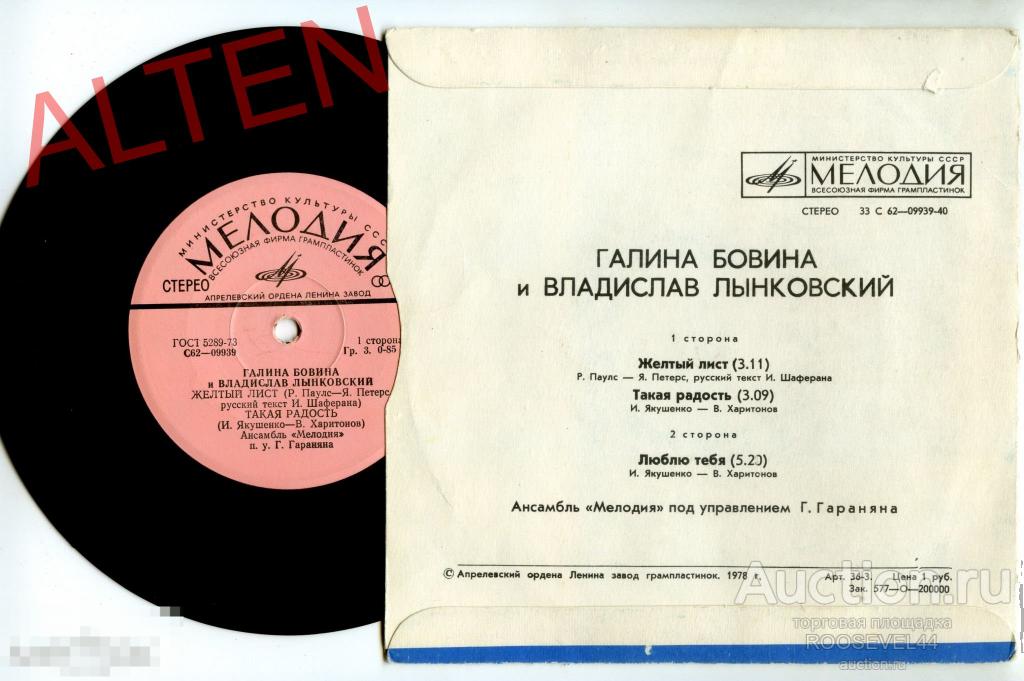 ALTEN
МИНИСТЕРСТВО КУЛЬТУРЫ СССР
МЕЛОДИЯ
ВСЕСОЮЗНАЯ ФИРМА ГРАМПЛАСТИНОК
СТЕРЕО
АПРЕЛЕВСКИЙ ОРДЕНА ЛЕНИНА ЗАВОД
ГОСТ 5289-73
С62—09939
1 сторона
Гр. 3. 0-85
ГАЛИНА БОВИНА
и ВЛАДИСЛАВ ЛЫНКОВСКИЙ
ЖЕЛТЫЙ ЛИСТ (Р. Паулс—Я. Петерс,
русский текст И. Шаферана)
ТАКАЯ РАДОСТЬ
(И. Якушенко—В. Харитонов)
Ансамбль «Мелодия»
п. у. Г. Гараняна
МИНИСТЕРСТВО КУЛЬТУРЫ СССР
МЕЛОДИЯ
ВСЕСОЮЗНАЯ ФИРМА ГРАМПЛАСТИНОК
СТЕРЕО 33 С 62—09939-40
ГАЛИНА БОВИНА
и ВЛАДИСЛАВ ЛЫНКОВСКИЙ
1 сторона
Желтый лист (3.11)
Р. Паулс — Я. Петерс, русский текст И. Шаферана
Такая радость (3.09)
И. Якушенко — В. Харитонов
2 сторона
Люблю тебя (5.20)
И. Якушенко — В. Харитонов
Ансамбль «Мелодия» под управлением Г. Гараняна
© Апрелевский ордена Ленина завод грампластинок. 1978 г.
Арт. 36-3. Цена 1 руб.
Зак. 577—О—200000
Auction.ru
торговая площадка
ROOSEVEL44
auction.ru